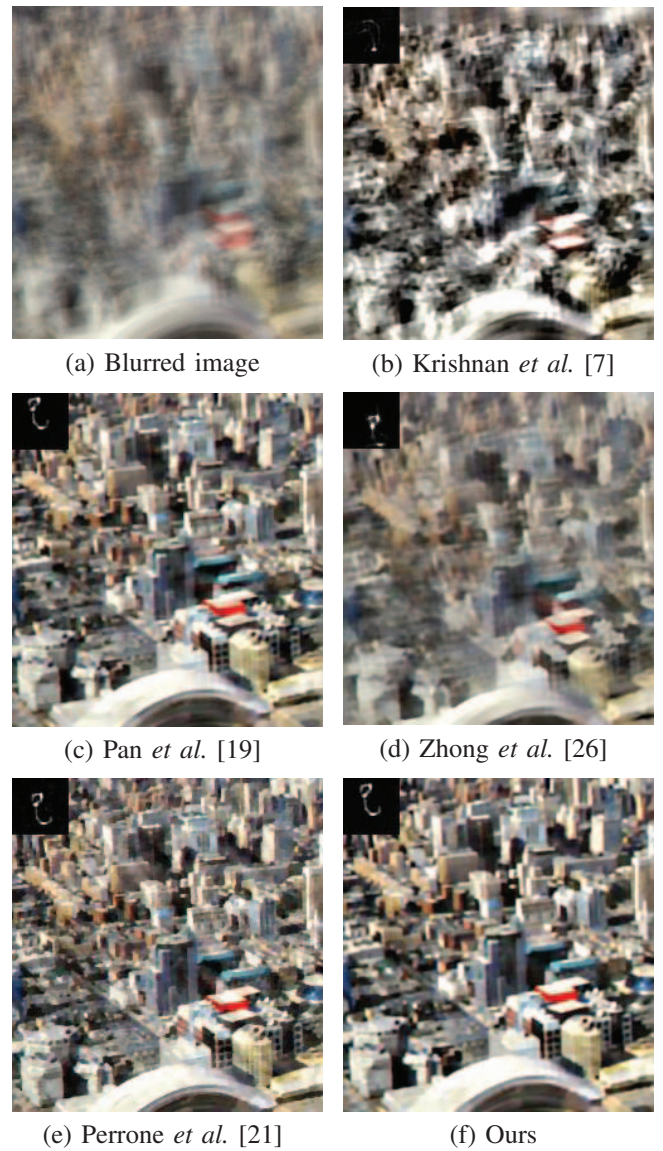 (a) Blurred image
(b) Krishnan et al. [7]
(c) Pan et al. [19]
(d) Zhong et al. [26]
(e) Perrone et al. [21]
(f) Ours